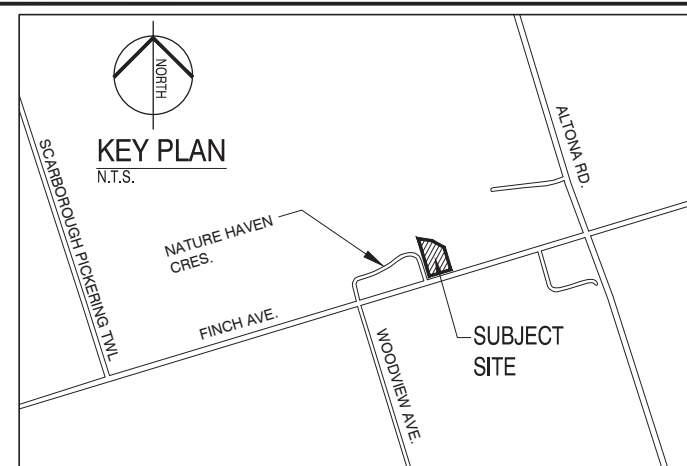 NORTH
KEY PLAN
N.T.S.
SCARBOROUGH PICKERING TWL
ALTONA RD.
NATURE HAVEN
CRES.
FINCH AVE.
WOODVIEW AVE.
SUBJECT
SITE